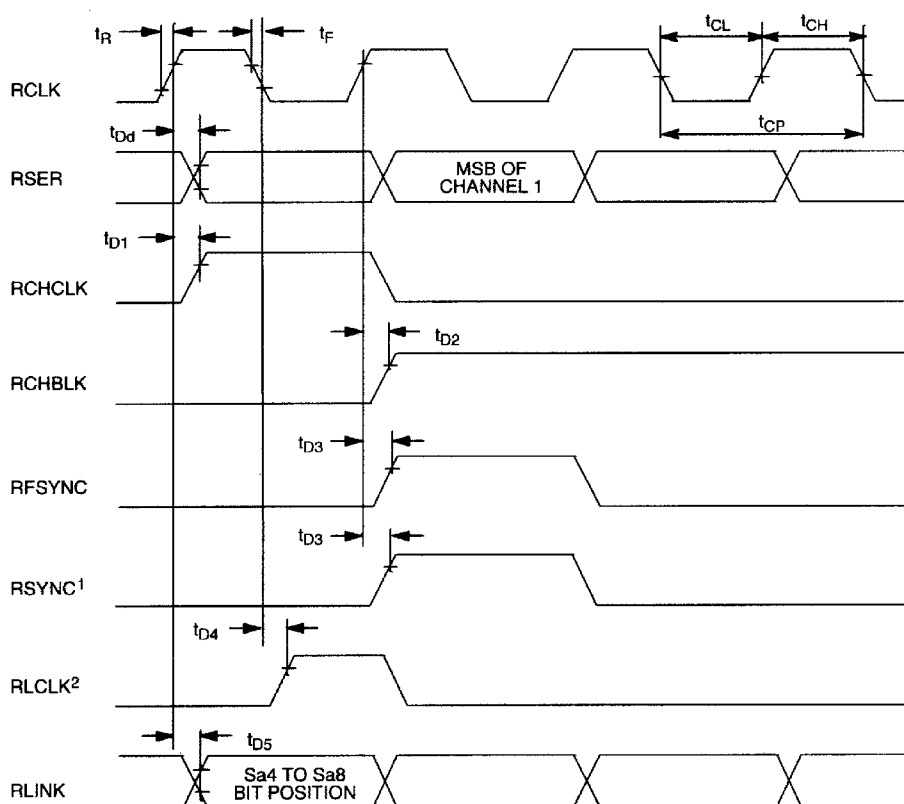 tR
tF
tCL
tCH
RCLK
tCP
tDd
RSER
MSB OF
CHANNEL 1
tD1
RCHCLK
tD2
RCHBLK
tD3
RFSYNC
tD3
RSYNC1
tD4
RLCLK2
tD5
RLINK
Sa4 TO Sa8
BIT POSITION